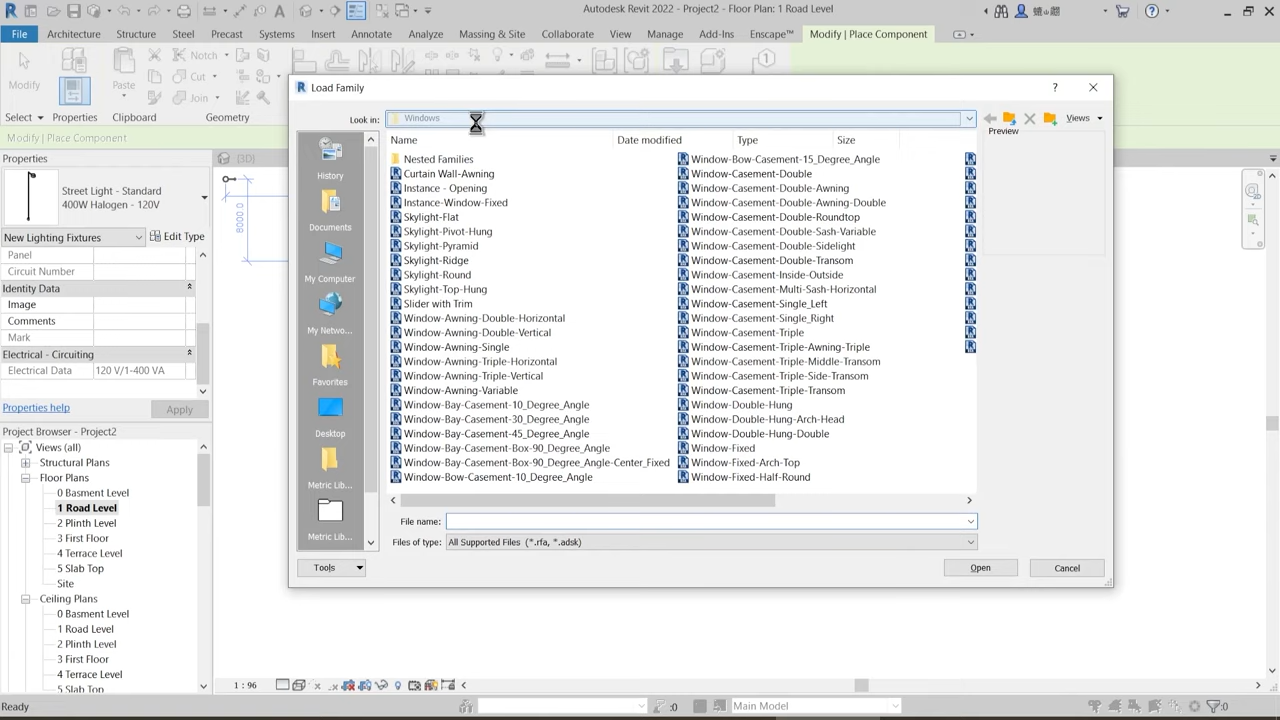 Autodesk Revit 2022 - Project2 - Floor Plan: 1 Road Level
File Architecture Structure Steel Precast Systems Insert Annotate Analyze Massing & Site Collaborate View Manage Add-Ins Enscape™ Modify | Place Component
Modify
Paste
Notch
Cut
Join
Select Properties Clipboard Geometry
Modify | Place Component
Properties
Street Light - Standard
400W Halogen - 120V
New Lighting Fixtures
Edit Type
Panel
Circuit Number
Identity Data
Image
Comments
Mark
Electrical - Circuiting
Electrical Data 120 V/1-400 VA
Properties help
Apply
Project Browser - Project2
Views (all)
Structural Plans
Floor Plans
0 Basment Level
1 Road Level
2 Plinth Level
3 First Floor
4 Terrace Level
5 Slab Top
Site
Ceiling Plans
0 Basment Level
1 Road Level
2 Plinth Level
3 First Floor
4 Terrace Level
5 Slab Top
{3D}
8000.0
Load Family
Look in: Windows
Views
Preview
Name Date modified Type Size
History
Documents
My Computer
My Netwo...
Favorites
Desktop
Metric Lib...
Metric Lib...
Nested Families
Curtain Wall-Awning
Instance - Opening
Instance-Window-Fixed
Skylight-Flat
Skylight-Pivot-Hung
Skylight-Pyramid
Skylight-Ridge
Skylight-Round
Skylight-Top-Hung
Slider with Trim
Window-Awning-Double-Horizontal
Window-Awning-Double-Vertical
Window-Awning-Single
Window-Awning-Triple-Horizontal
Window-Awning-Triple-Vertical
Window-Awning-Variable
Window-Bay-Casement-10_Degree_Angle
Window-Bay-Casement-30_Degree_Angle
Window-Bay-Casement-45_Degree_Angle
Window-Bay-Casement-Box-90_Degree_Angle
Window-Bay-Casement-Box-90_Degree_Angle-Center_Fixed
Window-Bow-Casement-10_Degree_Angle
Window-Bow-Casement-15_Degree_Angle
Window-Casement-Double
Window-Casement-Double-Awning
Window-Casement-Double-Awning-Double
Window-Casement-Double-Roundtop
Window-Casement-Double-Sash-Variable
Window-Casement-Double-Sidelight
Window-Casement-Double-Transom
Window-Casement-Inside-Outside
Window-Casement-Multi-Sash-Horizontal
Window-Casement-Single_Left
Window-Casement-Single_Right
Window-Casement-Triple
Window-Casement-Triple-Awning-Triple
Window-Casement-Triple-Middle-Transom
Window-Casement-Triple-Side-Transom
Window-Casement-Triple-Transom
Window-Double-Hung
Window-Double-Hung-Arch-Head
Window-Double-Hung-Double
Window-Fixed
Window-Fixed-Arch-Top
Window-Fixed-Half-Round
File name:
Files of type: All Supported Files (*.rfa, *.adsk)
Tools
Open
Cancel
1 : 96
Ready
:0
Main Model
:0